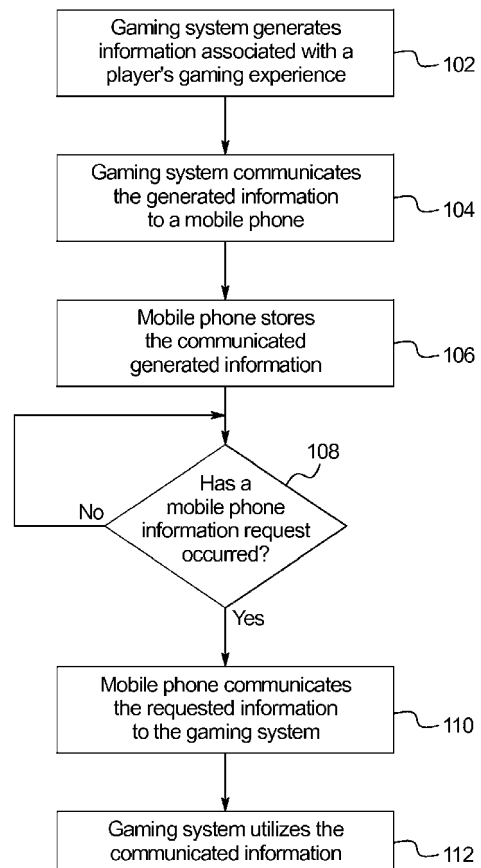 Gaming system generates
information associated with a
player's gaming experience
102
Gaming system communicates
the generated information
to a mobile phone
104
Mobile phone stores
the communicated
generated information
106
108
Has a
mobile phone
information request
occurred?
No
Yes
Mobile phone communicates
the requested information
to the gaming system
110
Gaming system utilizes the
communicated information
112